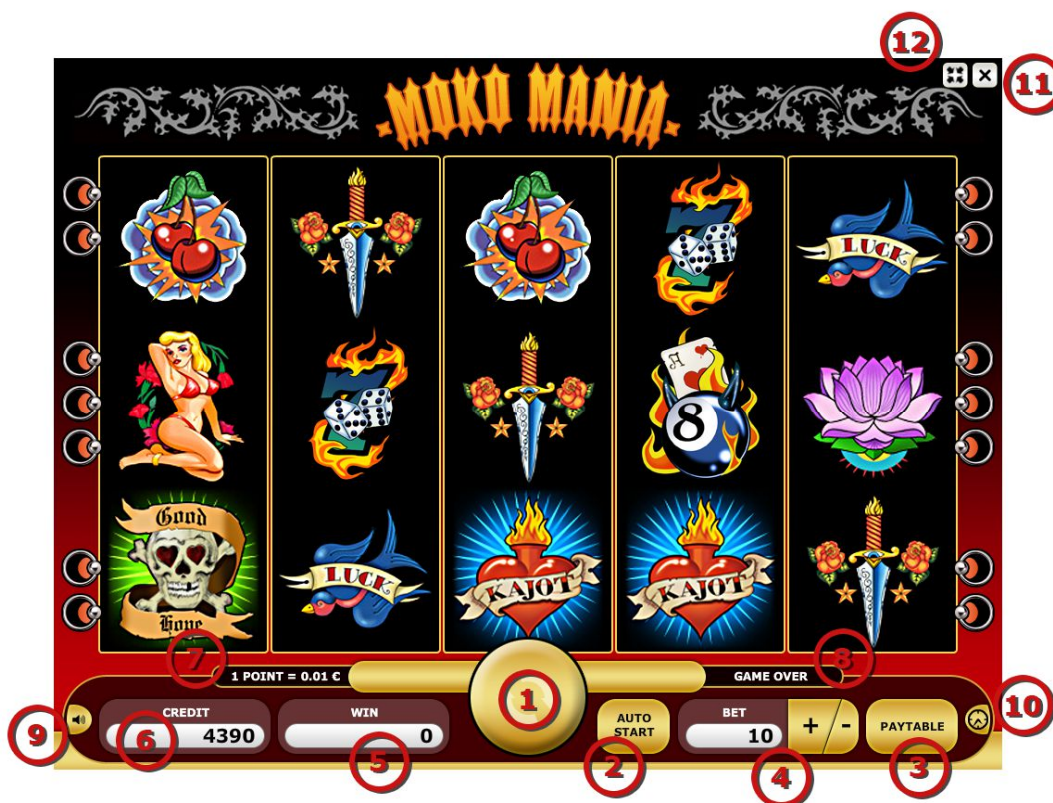 12
11
MOKO MANIA
LUCK
A
8
Good
Hope
LUCK
KAJOT
KAJOT
7
8
1 POINT = 0.01 €
GAME OVER
1
9
10
CREDIT
WIN
AUTO
START
BET
PAYTABLE
4390
0
10
+/-
6
5
2
4
3